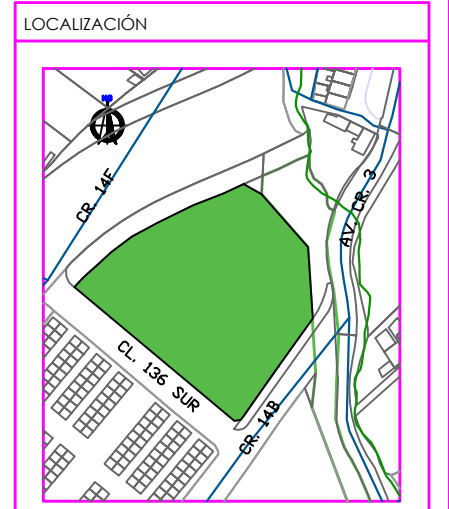 LOCALIZACIÓN
CR. 14F
AV. CR. 3
CL. 136 SUR
CR. 14B